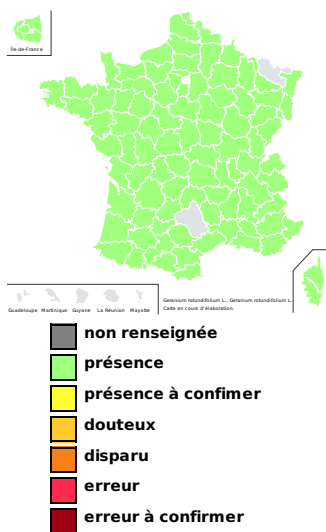 Île-de-France
Guadeloupe Martinique Guyane La Réunion Mayotte
Geranium rotundifolium L., Geranium rotundifolium L.
Carte en cours d'élaboration.
non renseignée
présence
présence à confimer
douteux
disparu
erreur
erreur à confirmer